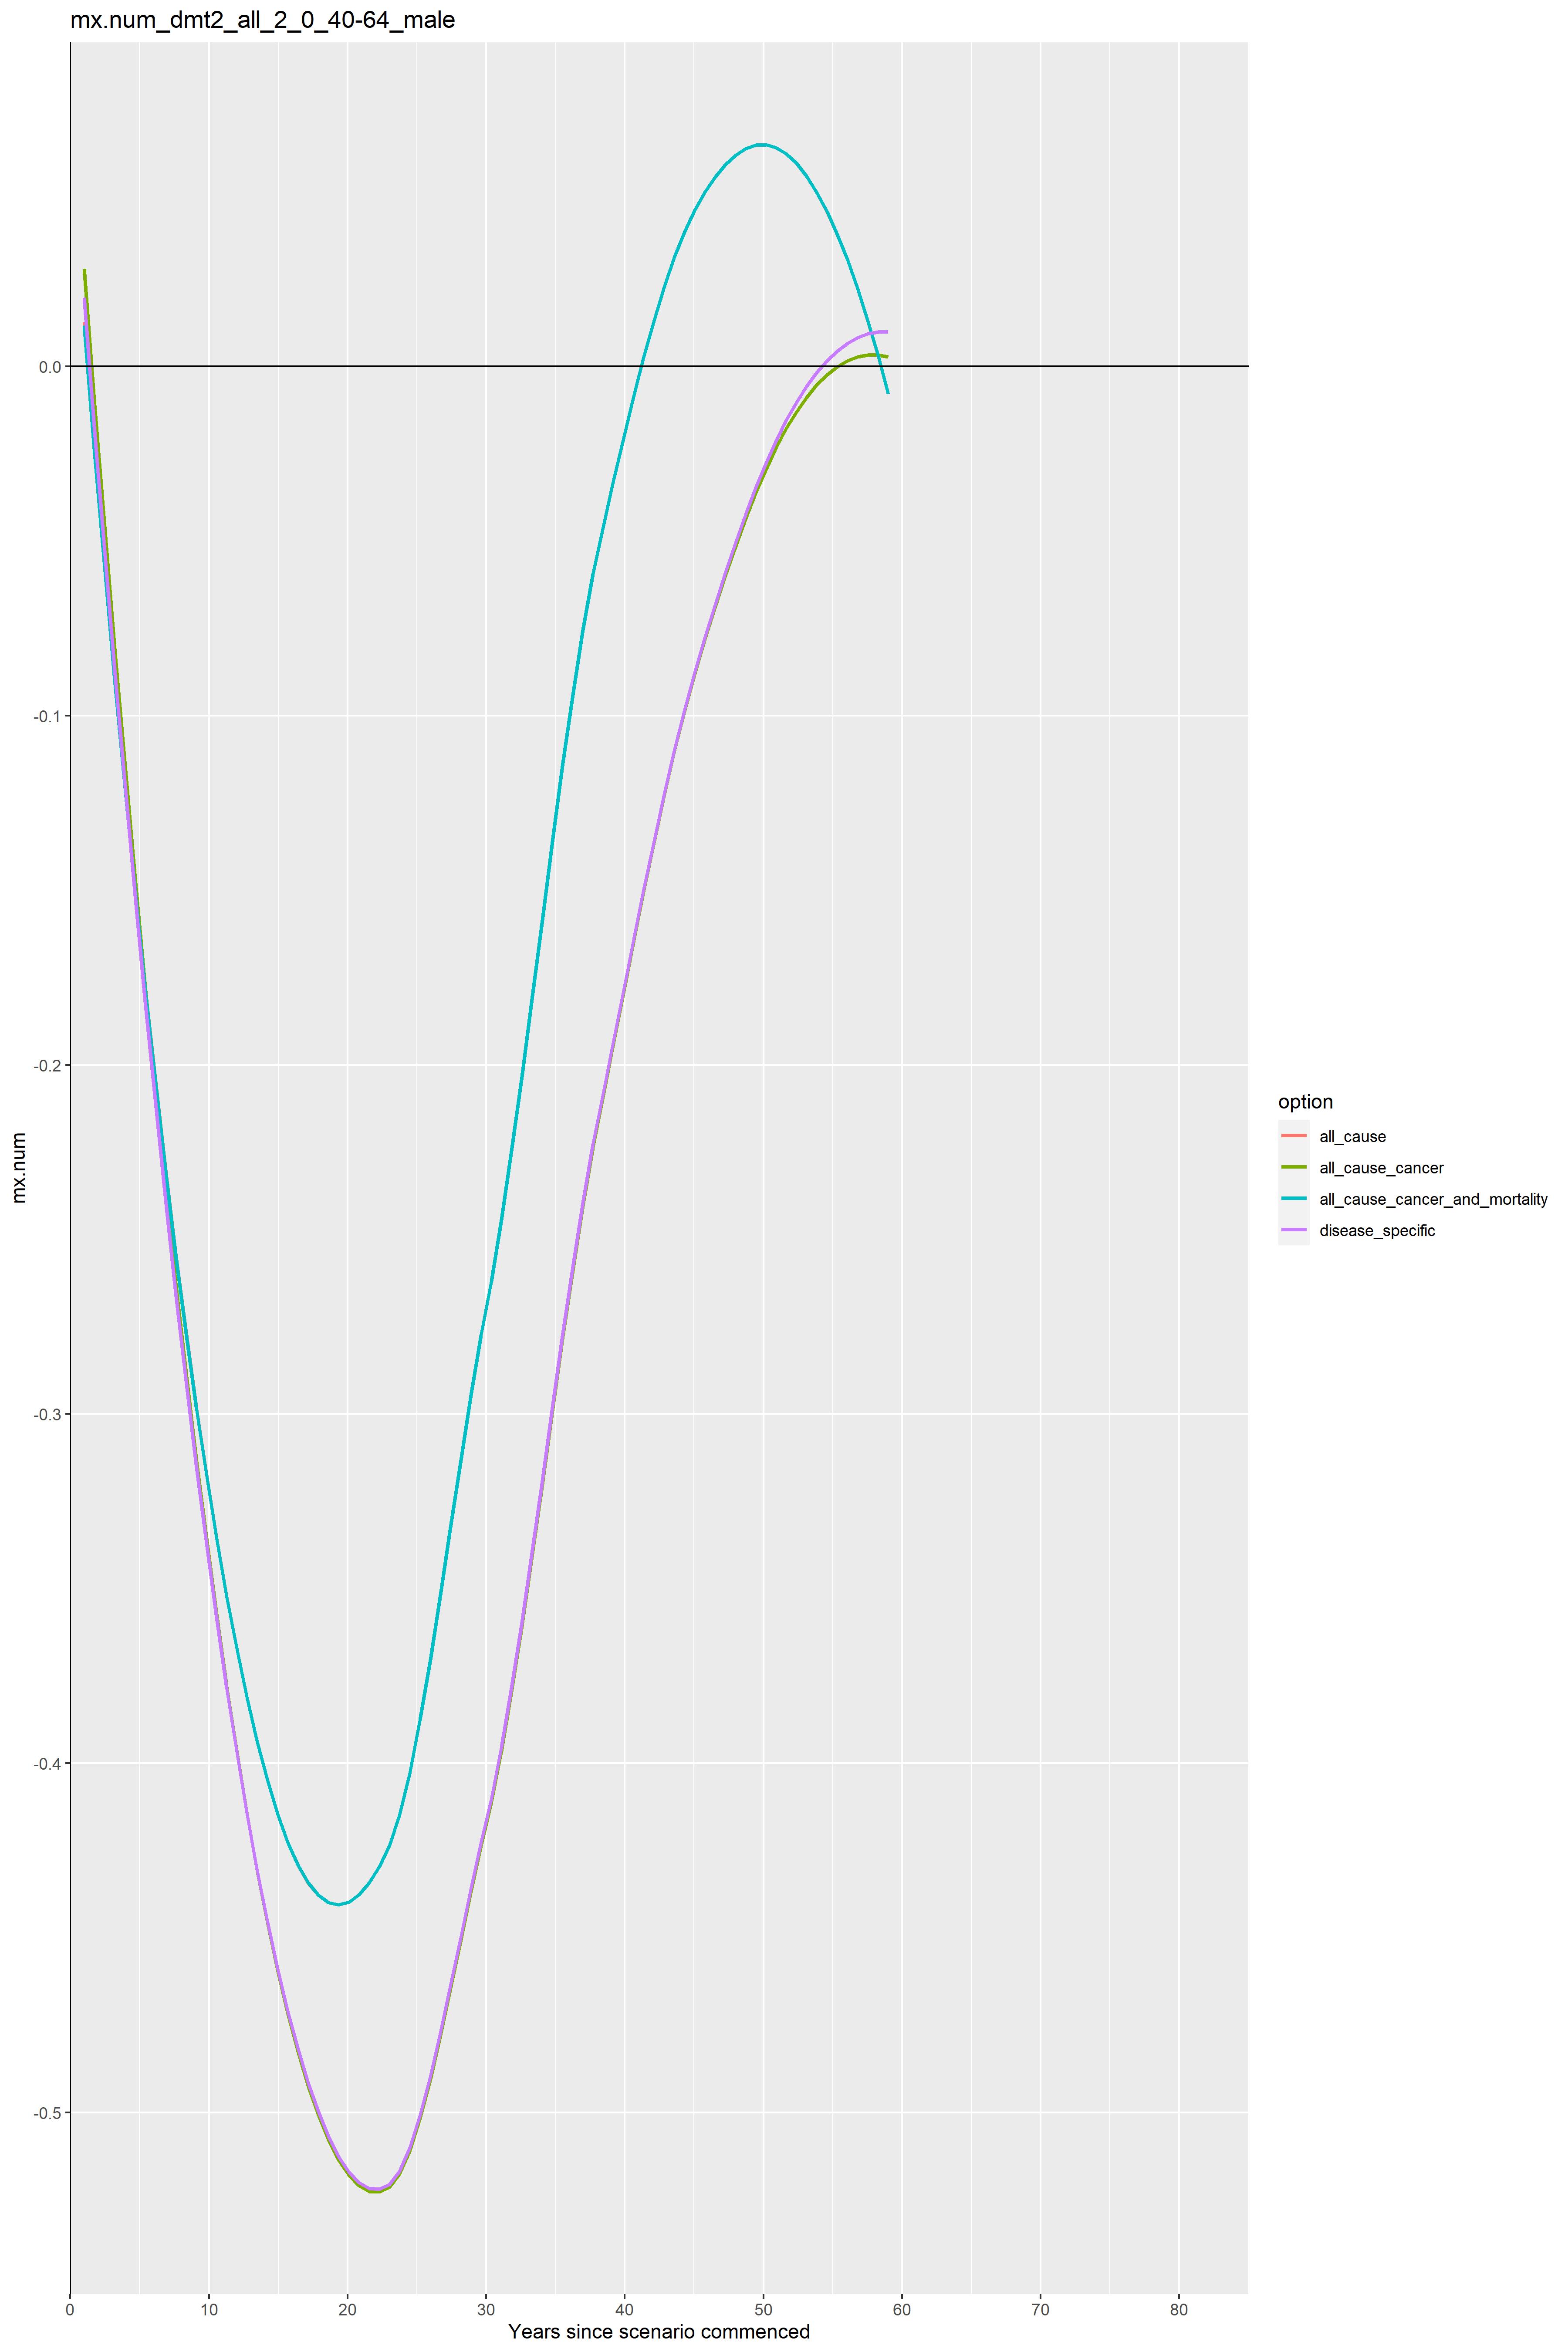 mx.num_dmt2_all_2_0_40-64_male
0.0
-0.1
-0.2
-0.3
-0.4
-0.5
mx.num
0 10 20 30 40 50 60 70 80
Years since scenario commenced
option
all_cause
all_cause_cancer
all_cause_cancer_and_mortality
disease_specific